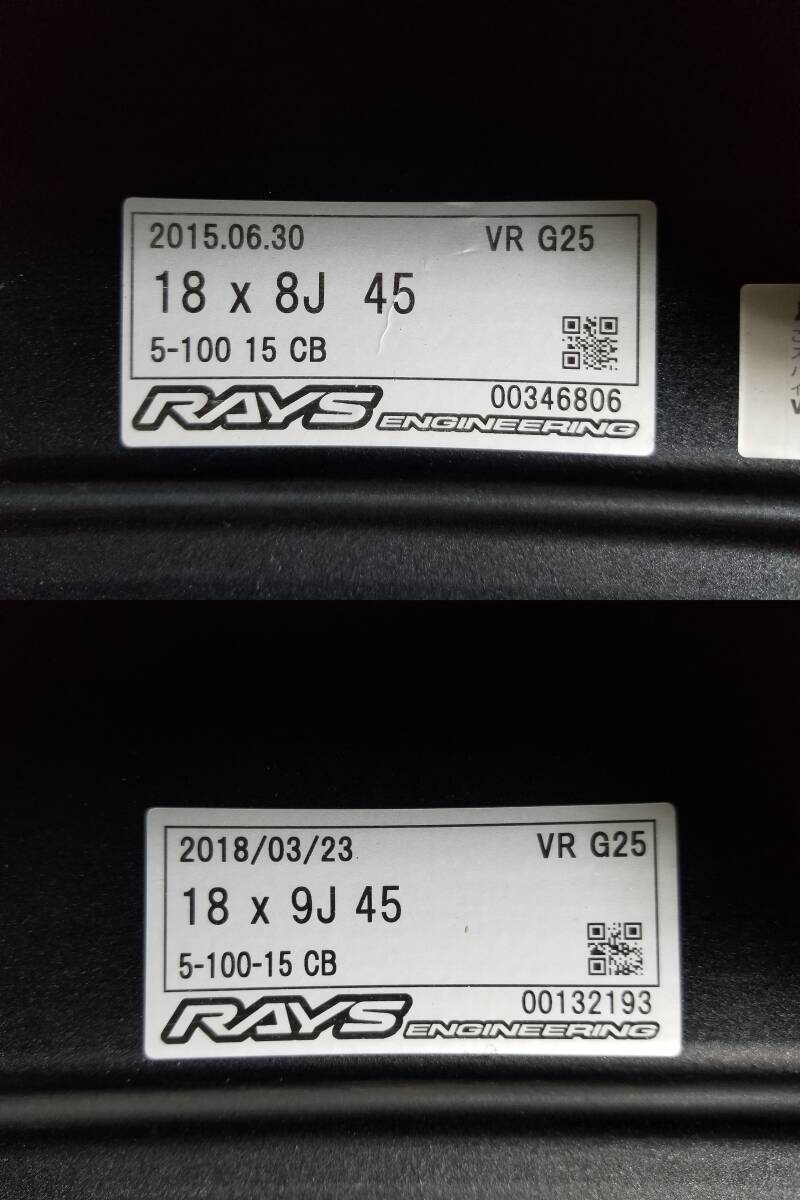 2015.06.30 VR G25
18 x 8J 45
5-100 15 CB
00346806
RAYS ENGINEERING
2018/03/23 VR G25
18 x 9J 45
5-100-15 CB
00132193
RAYS ENGINEERING